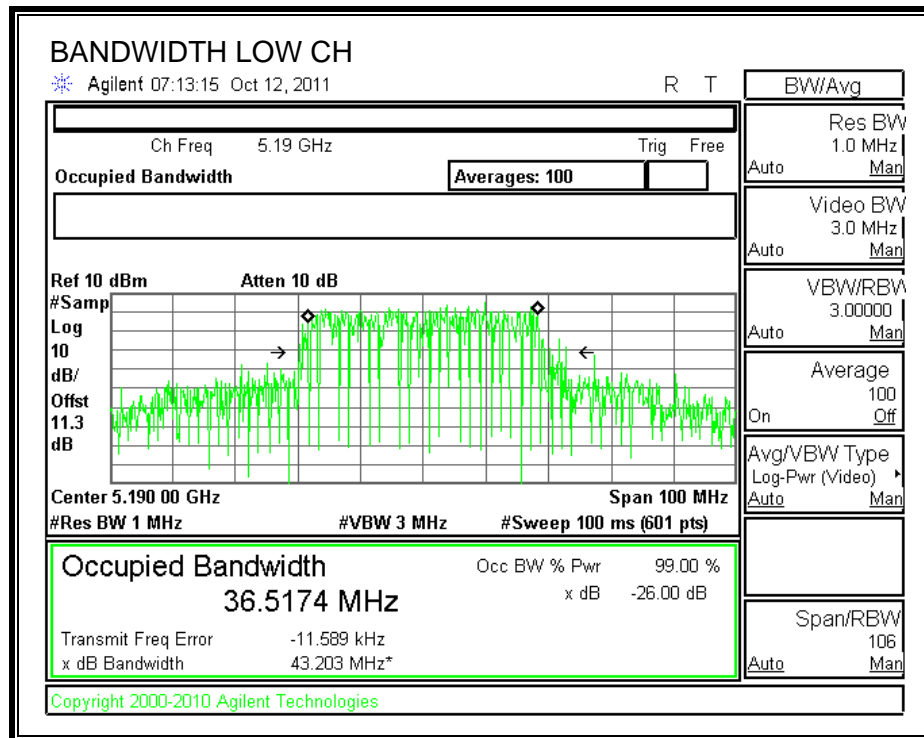 BANDWIDTH LOW CH
Agilent 07:13:15 Oct 12, 2011 R T
Ch Freq 5.19 GHz Trig Free
Occupied Bandwidth Averages: 100
Ref 10 dBm Atten 10 dB
#Samp
Log
10
dB/
Offst
11.3
dB
Center 5.190 00 GHz Span 100 MHz
#Res BW 1 MHz #VBW 3 MHz #Sweep 100 ms (601 pts)
Occupied Bandwidth Occ BW % Pwr 99.00 %
36.5174 MHz x dB -26.00 dB
Transmit Freq Error -11.589 kHz
x dB Bandwidth 43.203 MHz*
Copyright 2000-2010 Agilent Technologies
BW/Avg
Res BW
1.0 MHz
Auto Man
Video BW
3.0 MHz
Auto Man
VBW/RBW
3.00000
Auto Man
Average
100
On Off
Avg/VBW Type
Log-Pwr (Video)
Auto Man
Span/RBW
106
Auto Man